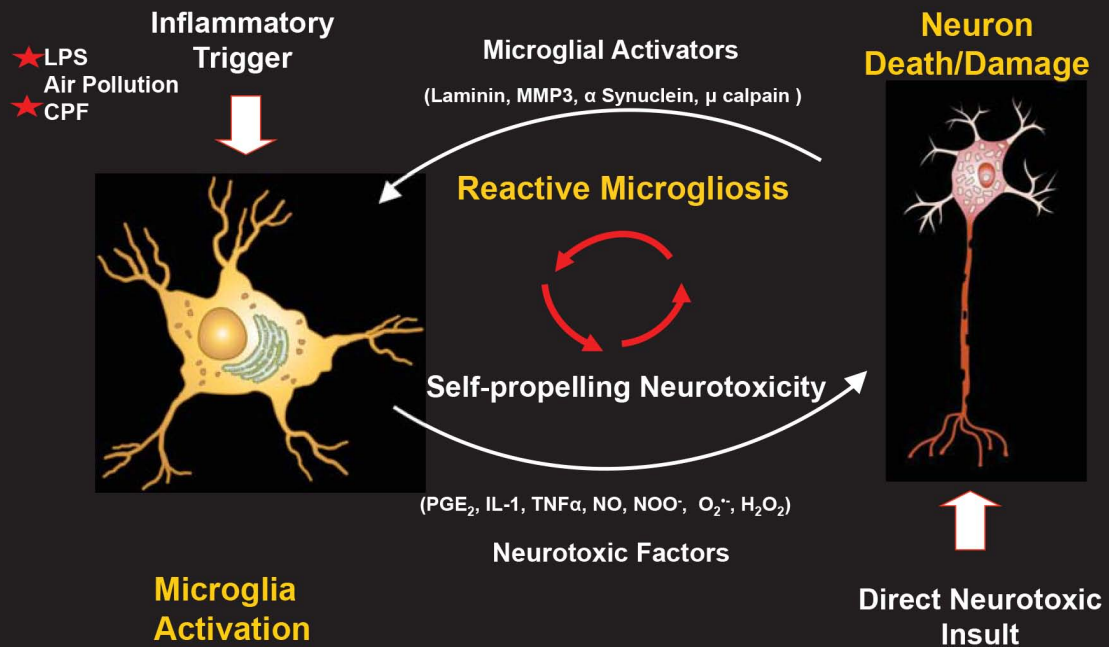 Inflammatory
Trigger
LPS
Air Pollution
CPF
Microglial Activators
(Laminin, MMP3, α Synuclein, μ calpain )
Neuron
Death/Damage
Reactive Microgliosis
Self-propelling Neurotoxicity
(PGE₂, IL-1, TNFα, NO, NOO⁻, O₂•⁻, H₂O₂)
Neurotoxic Factors
Microglia
Activation
Direct Neurotoxic
Insult